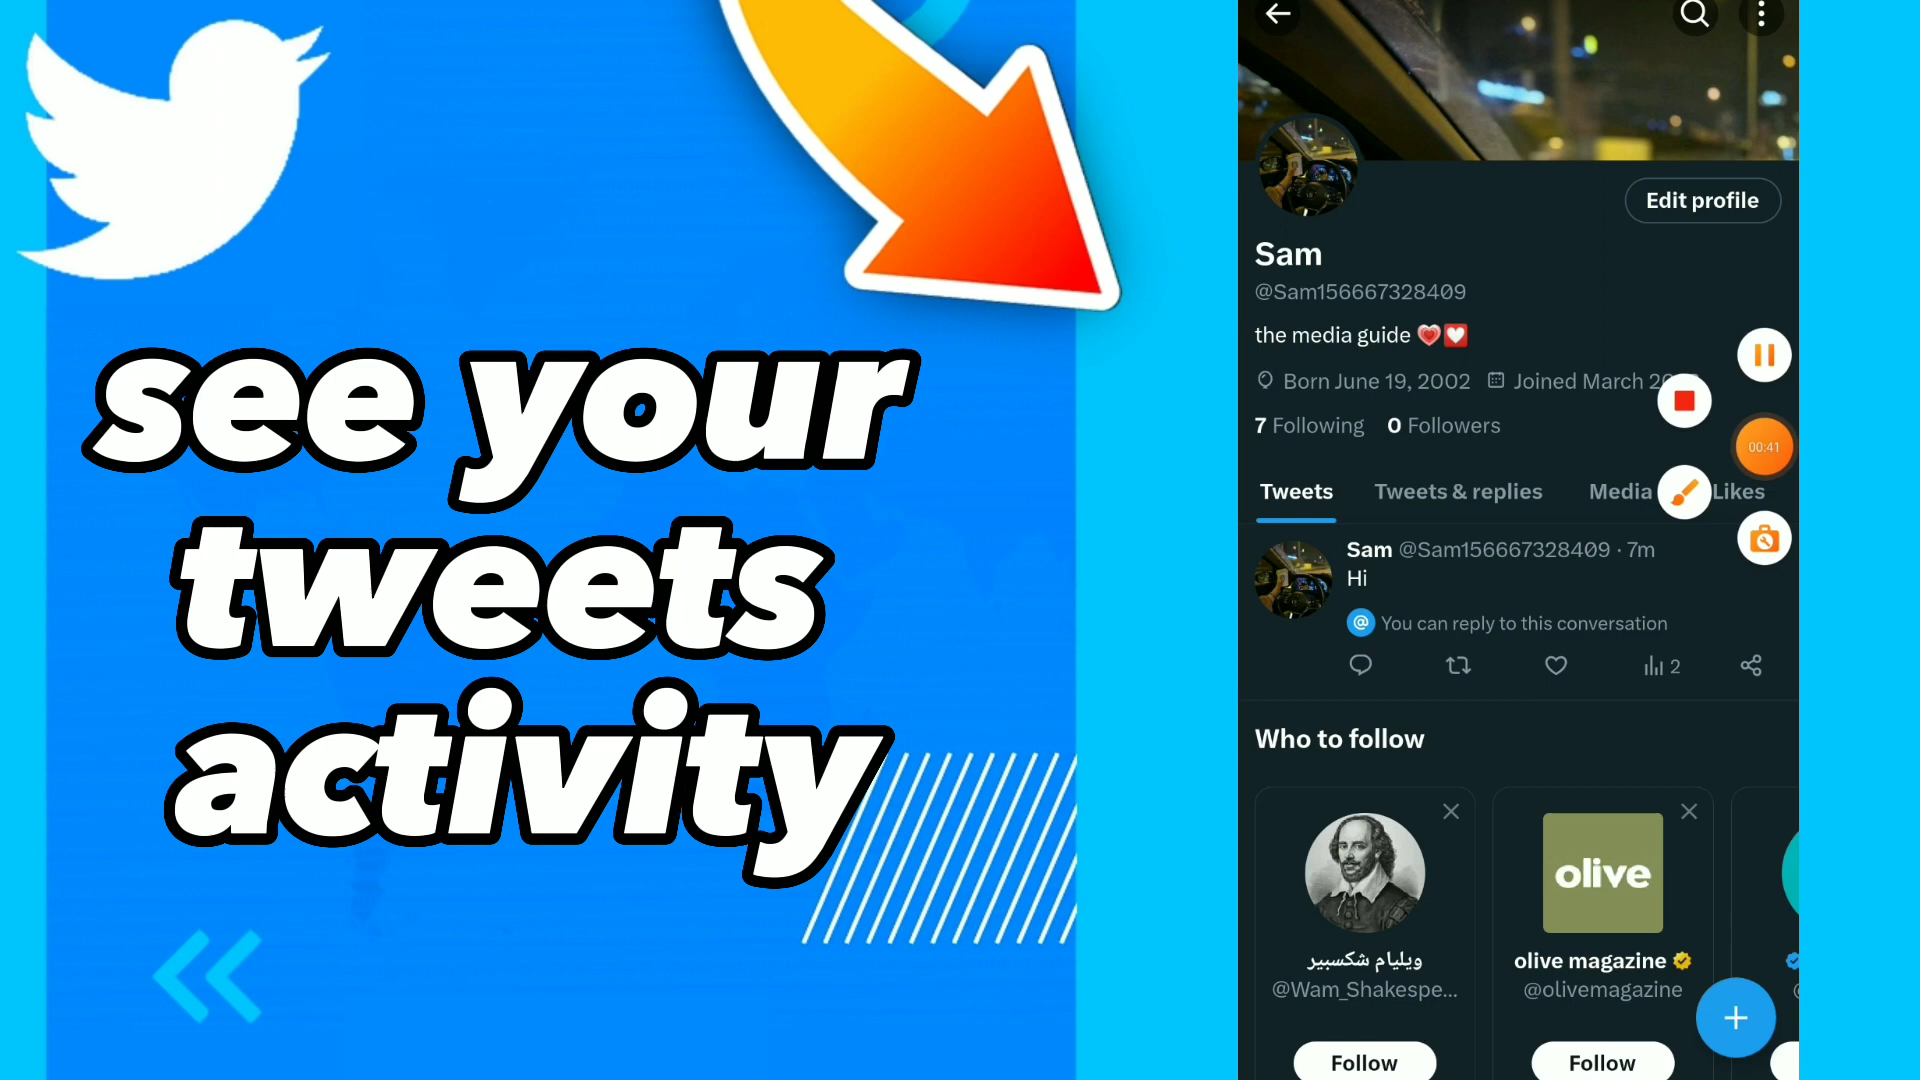 see your
tweets
activity
Edit profile
Sam
@Sam156667328409
the media guide 💗💟
Born June 19, 2002 Joined March
7 Following 0 Followers
00:41
Tweets Tweets & replies Media Likes
Sam @Sam156667328409 · 7m
Hi
@ You can reply to this conversation
2
Who to follow
olive
ويليام شكسبير
@Wam_Shakespe...
olive magazine
@olivemagazine
Follow
Follow